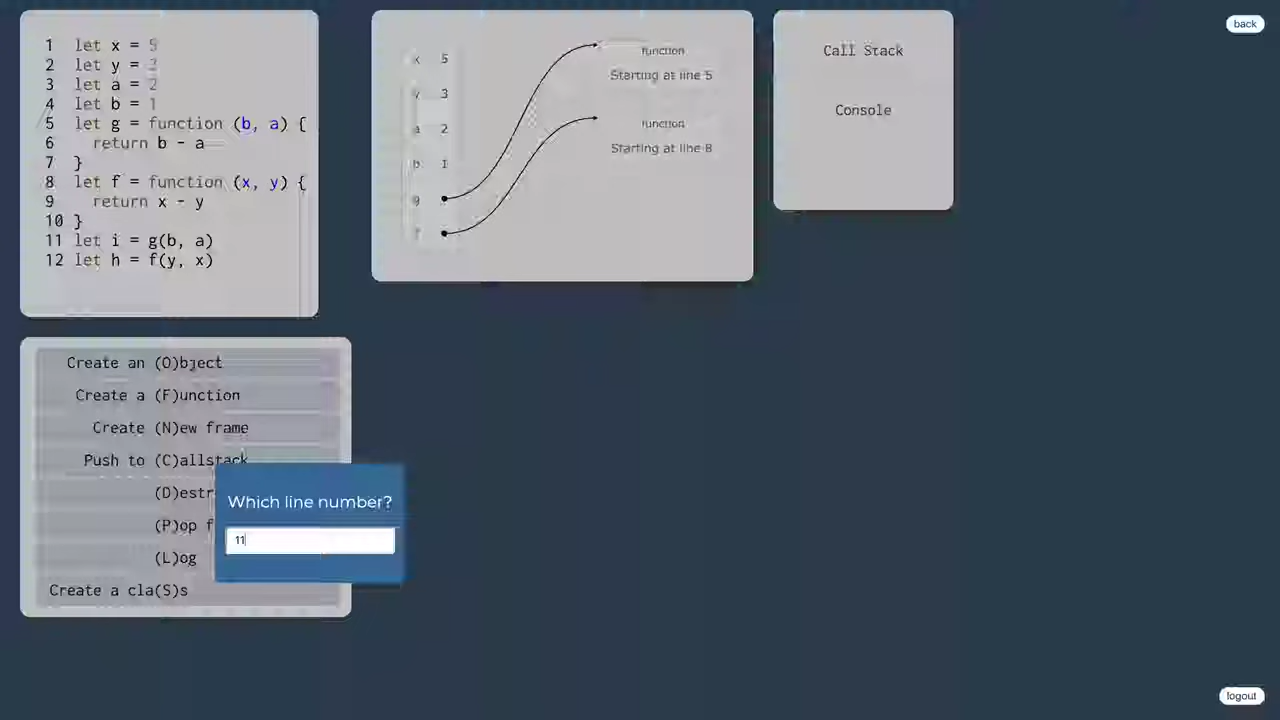 1 let x = 5
2 let y = 3
3 let a = 2
4 let b = 1
5 let g = function (b, a) {
6 return b - a
7 }
8 let f = function (x, y) {
9 return x - y
10 }
11 let i = g(b, a)
12 let h = f(y, x)
x 5
y 3
a 2
b 1
g
f
function
Starting at line 5
function
Starting at line 8
Call Stack
Console
back
Create an (O)bject
Create a (F)unction
Create (N)ew frame
Push to (C)allstack
(D)estr
(P)op f
(L)og
Create a cla(S)s
Which line number?
11
logout